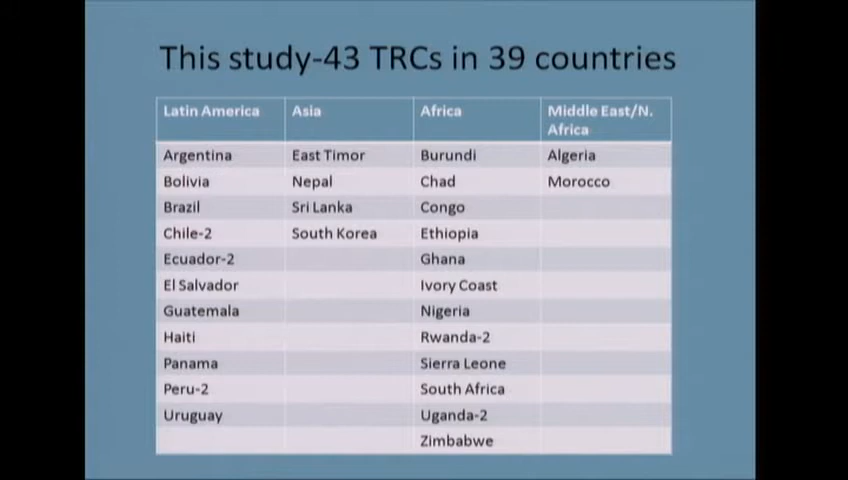 This study-43 TRCs in 39 countries
Latin America Asia Africa Middle East/N. Africa
Argentina East Timor Burundi Algeria
Bolivia Nepal Chad Morocco
Brazil Sri Lanka Congo
Chile-2 South Korea Ethiopia
Ecuador-2 Ghana
El Salvador Ivory Coast
Guatemala Nigeria
Haiti Rwanda-2
Panama Sierra Leone
Peru-2 South Africa
Uruguay Uganda-2
Zimbabwe